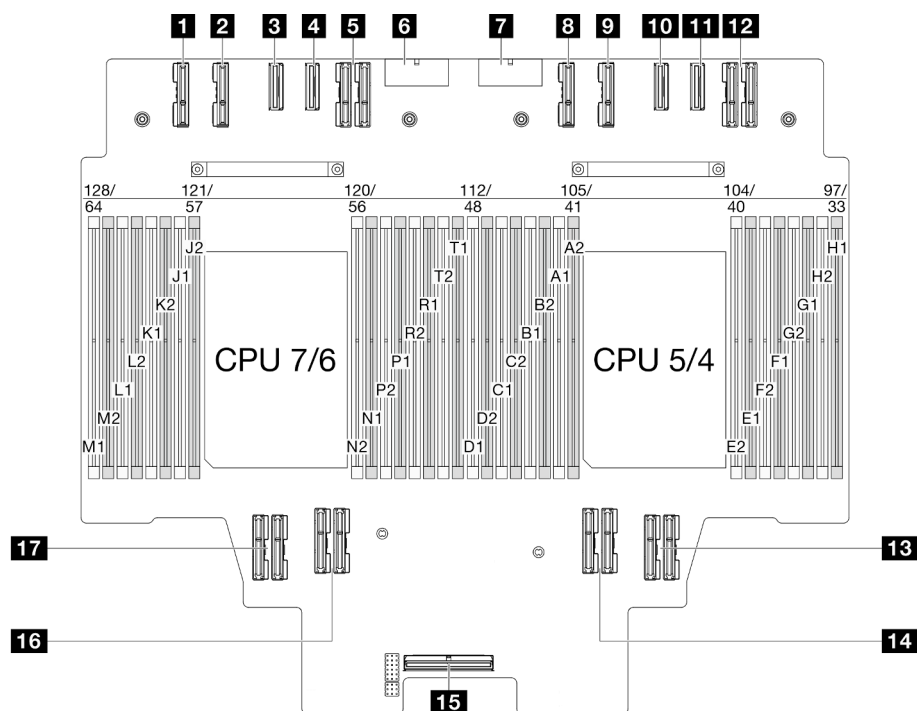 1 2 3 4 5 6 7 8 9 10 11 12
128/ 121/ 120/ 112/ 105/ 104/ 97/
64 57 56 48 41 40 33
J2 T1 A2 H1
J1 T2 A1 H2
K2 R1 B2 G1
K1 R2 B1 G2
CPU 7/6 CPU 5/4
L2 P1 C2 F1
L1 P2 C1 F2
M2 N1 D2 E1
M1 N2 D1 E2
17 13
16 14
15